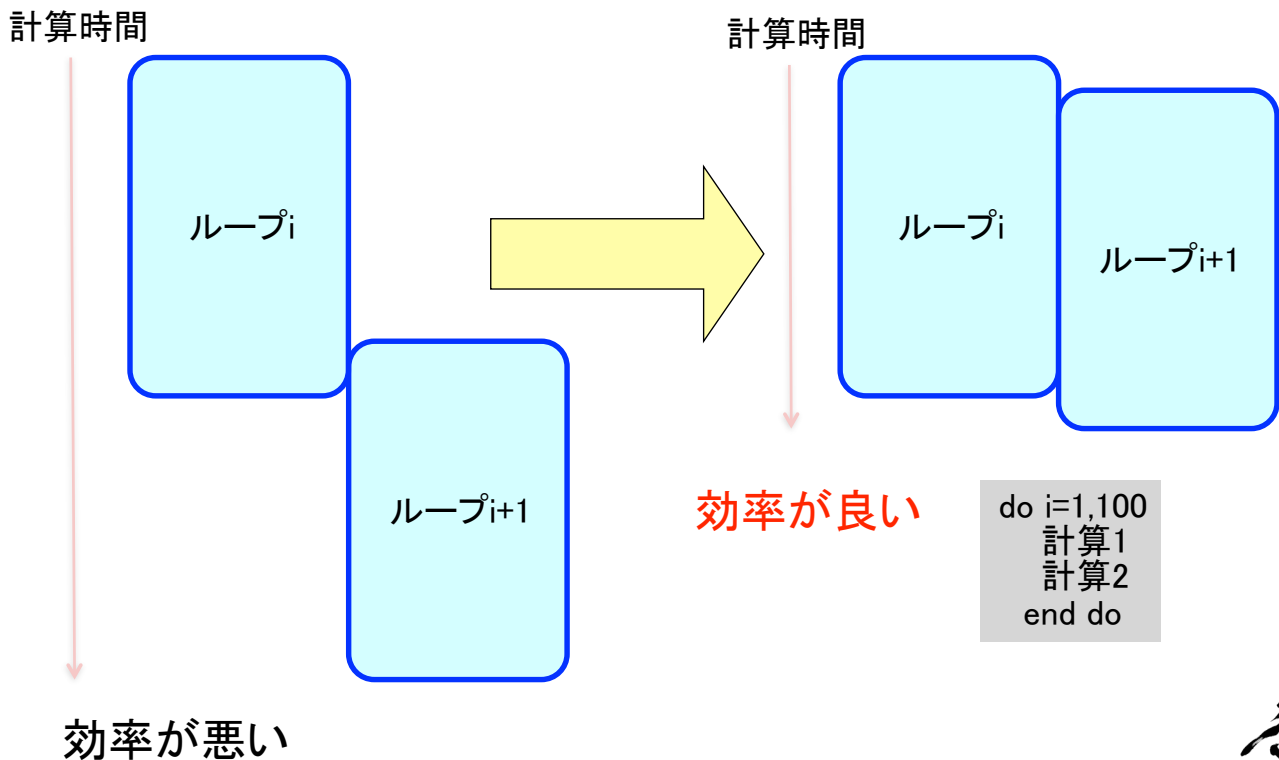 計算時間
ループi
ループi+1
効率が悪い
計算時間
ループi
ループi+1
効率が良い
do i=1,100
計算1
計算2
end do